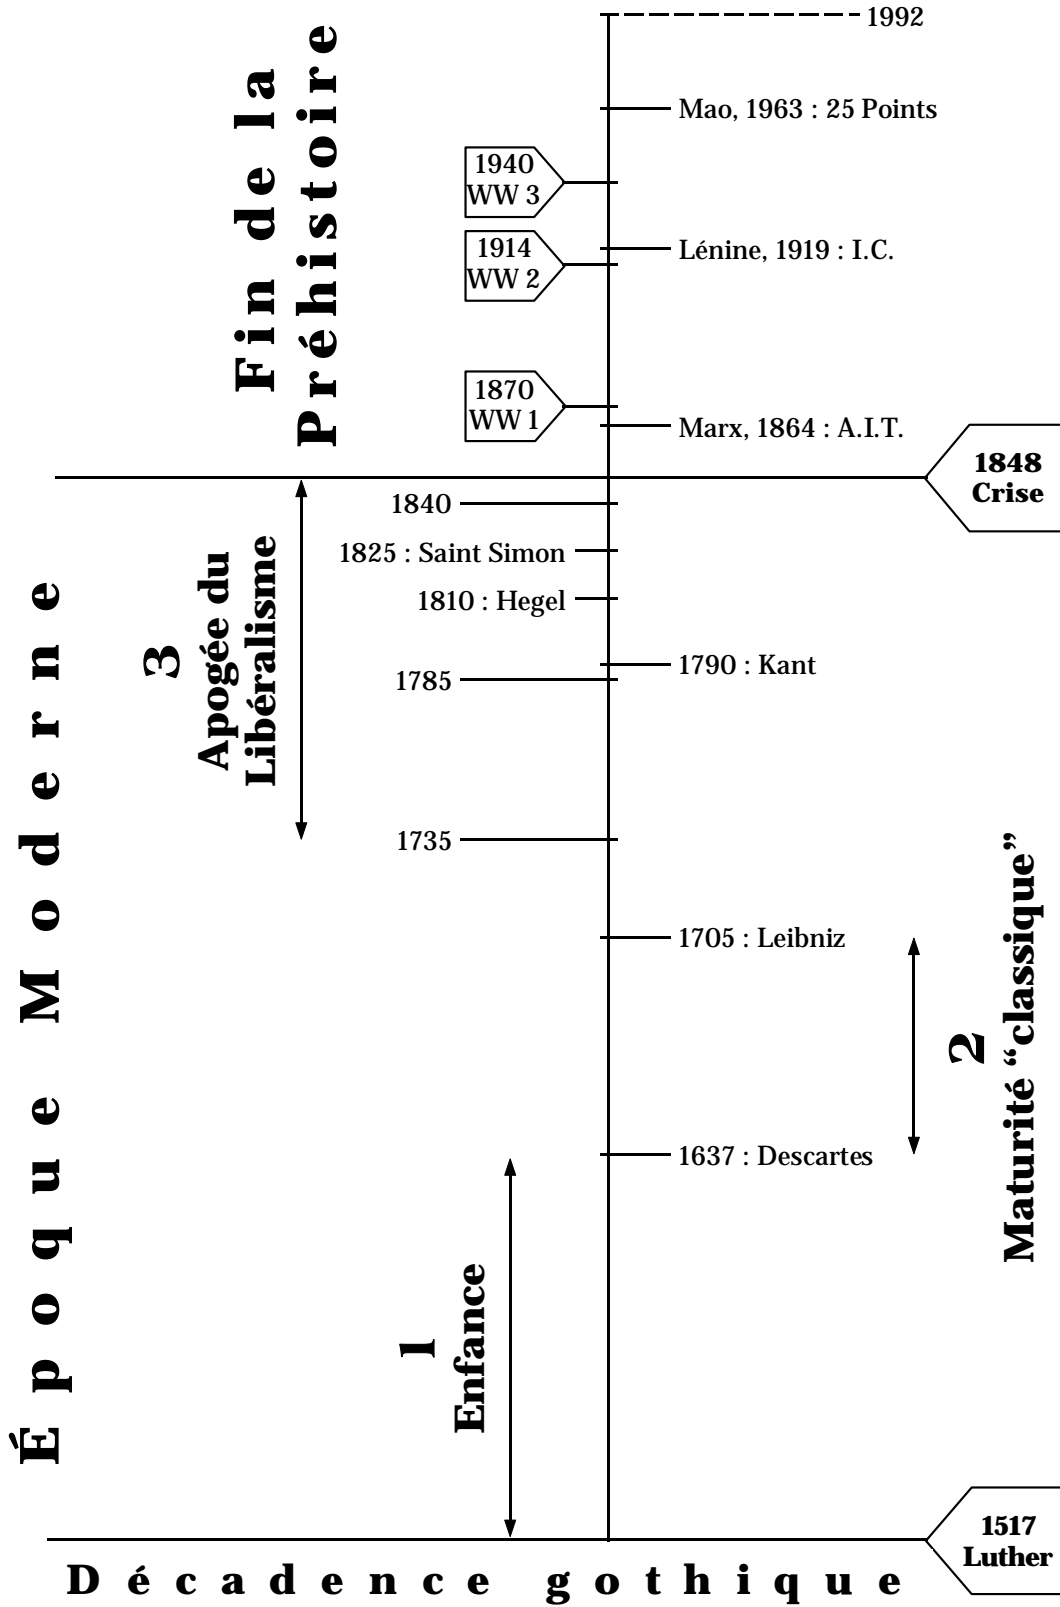 1992
Fin de la
Préhistoire
Mao, 1963 : 25 Points
1940
WW 3
Lénine, 1919 : I.C.
1914
WW 2
1870
WW 1
Marx, 1864 : A.I.T.
1848
Crise
Époque Moderne
3
Apogée du
Libéralisme
1840
1825 : Saint Simon
1810 : Hegel
1790 : Kant
1785
1735
1705 : Leibniz
2
Maturité “classique”
1637 : Descartes
1
Enfance
1517
Luther
Décadence gothique